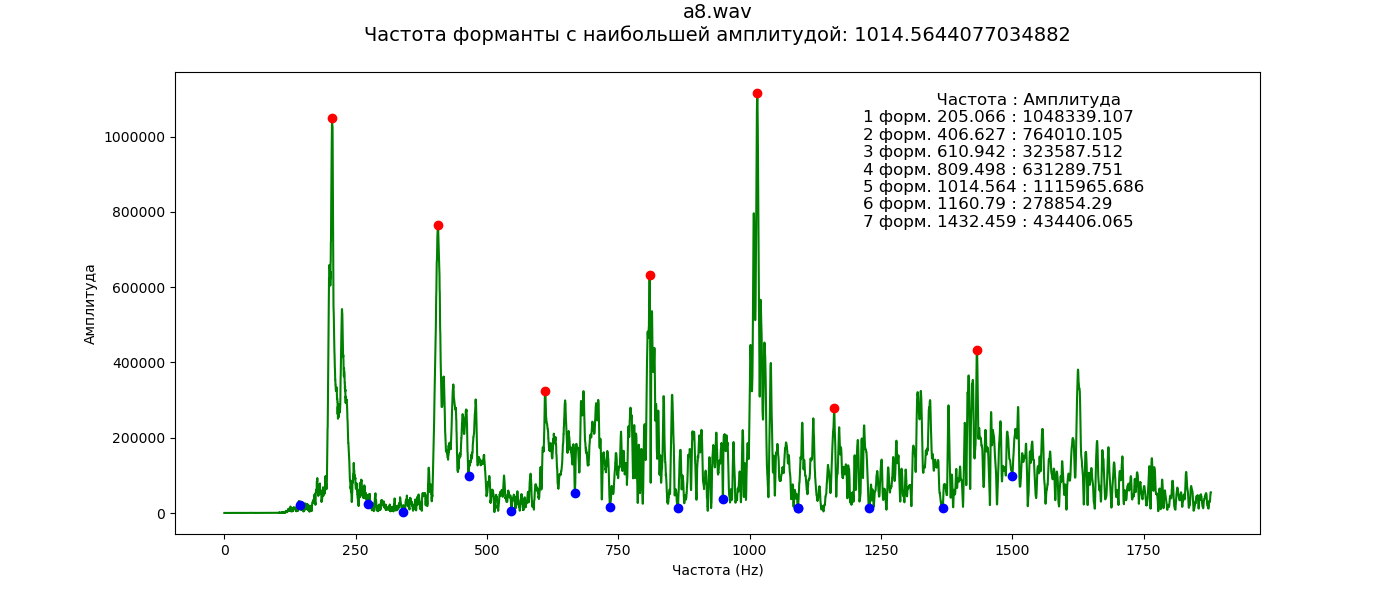 a8.wav
Частота форманты с наибольшей амплитудой: 1014.5644077034882
Частота : Амплитуда
1 форм. 205.066 : 1048339.107
2 форм. 406.627 : 764010.105
3 форм. 610.942 : 323587.512
4 форм. 809.498 : 631289.751
5 форм. 1014.564 : 1115965.686
6 форм. 1160.79 : 278854.29
7 форм. 1432.459 : 434406.065
Амплитуда
1000000
800000
600000
400000
200000
0
0 250 500 750 1000 1250 1500 1750
Частота (Hz)